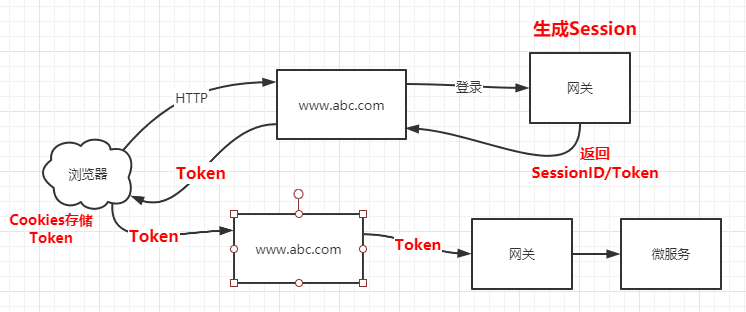 生成Session
HTTP
www.abc.com
登录
网关
返回
SessionID/Token
Token
浏览器
Cookies存储
Token
Token
www.abc.com
Token
网关
微服务